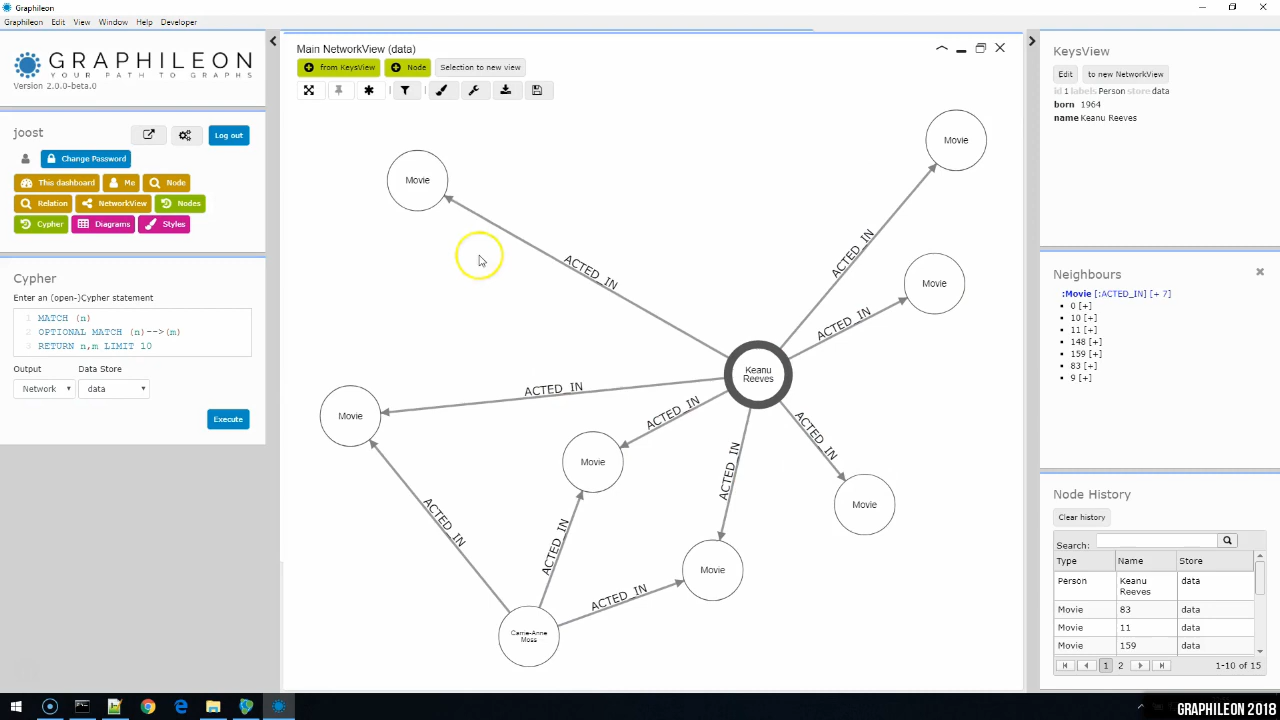 Graphileon
Graphileon Edit View Window Help Developer
GRAPHILEON
YOUR PATH TO GRAPHS
Version 2.0.0-beta.0
joost
Log out
Change Password
This dashboard Me Node
Relation NetworkView Nodes
Cypher Diagrams Styles
Cypher
Enter an (open-)Cypher statement
1 MATCH (n)
2 OPTIONAL MATCH (n)-->(m)
3 RETURN n,m LIMIT 10
Output Data Store
Network data
Execute
Main NetworkView (data)
from KeysView Node Selection to new view
Movie
Movie
ACTED_IN
ACTED_IN
Movie
ACTED_IN
Keanu
Reeves
ACTED_IN
Movie
ACTED_IN
ACTED_IN
Movie
ACTED_IN
Movie
ACTED_IN
ACTED_IN
Movie
ACTED_IN
Carrie-Anne
Moss
KeysView
Edit to new NetworkView
id 1 labels Person store data
born 1964
name Keanu Reeves
Neighbours
:Movie [:ACTED_IN] [+ 7]
0 [+]
10 [+]
11 [+]
148 [+]
159 [+]
83 [+]
9 [+]
Node History
Clear history
Search:
Type Name Store
Person Keanu Reeves data
Movie 83 data
Movie 11 data
Movie 159 data
1 2 1-10 of 15
GRAPHILEON 2018